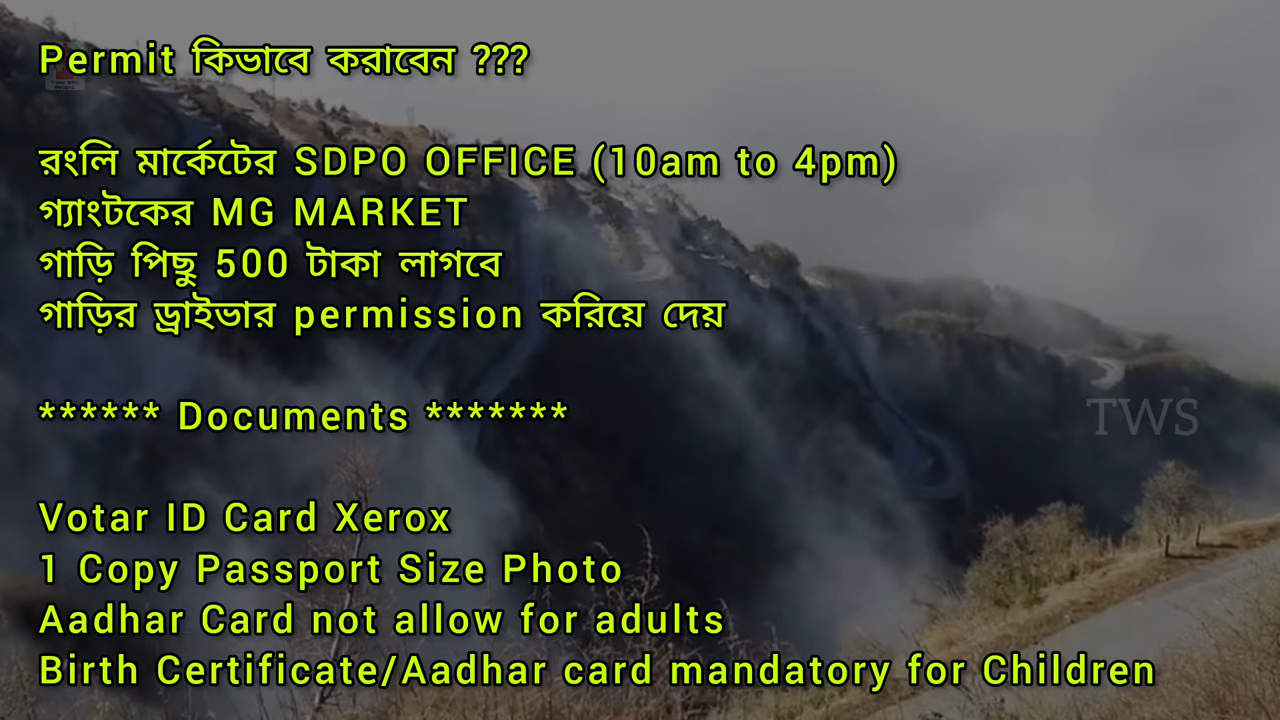 Permit কিভাবে করাবেন ???
রংলি মার্কেটের SDPO OFFICE (10am to 4pm)
গ্যাংটকের MG MARKET
গাড়ি পিছু 500 টাকা লাগবে
গাড়ির ড্রাইভার permission করিয়ে দেয়
****** Documents *******
TWS
Votar ID Card Xerox
1 Copy Passport Size Photo
Aadhar Card not allow for adults
Birth Certificate/Aadhar card mandatory for Children